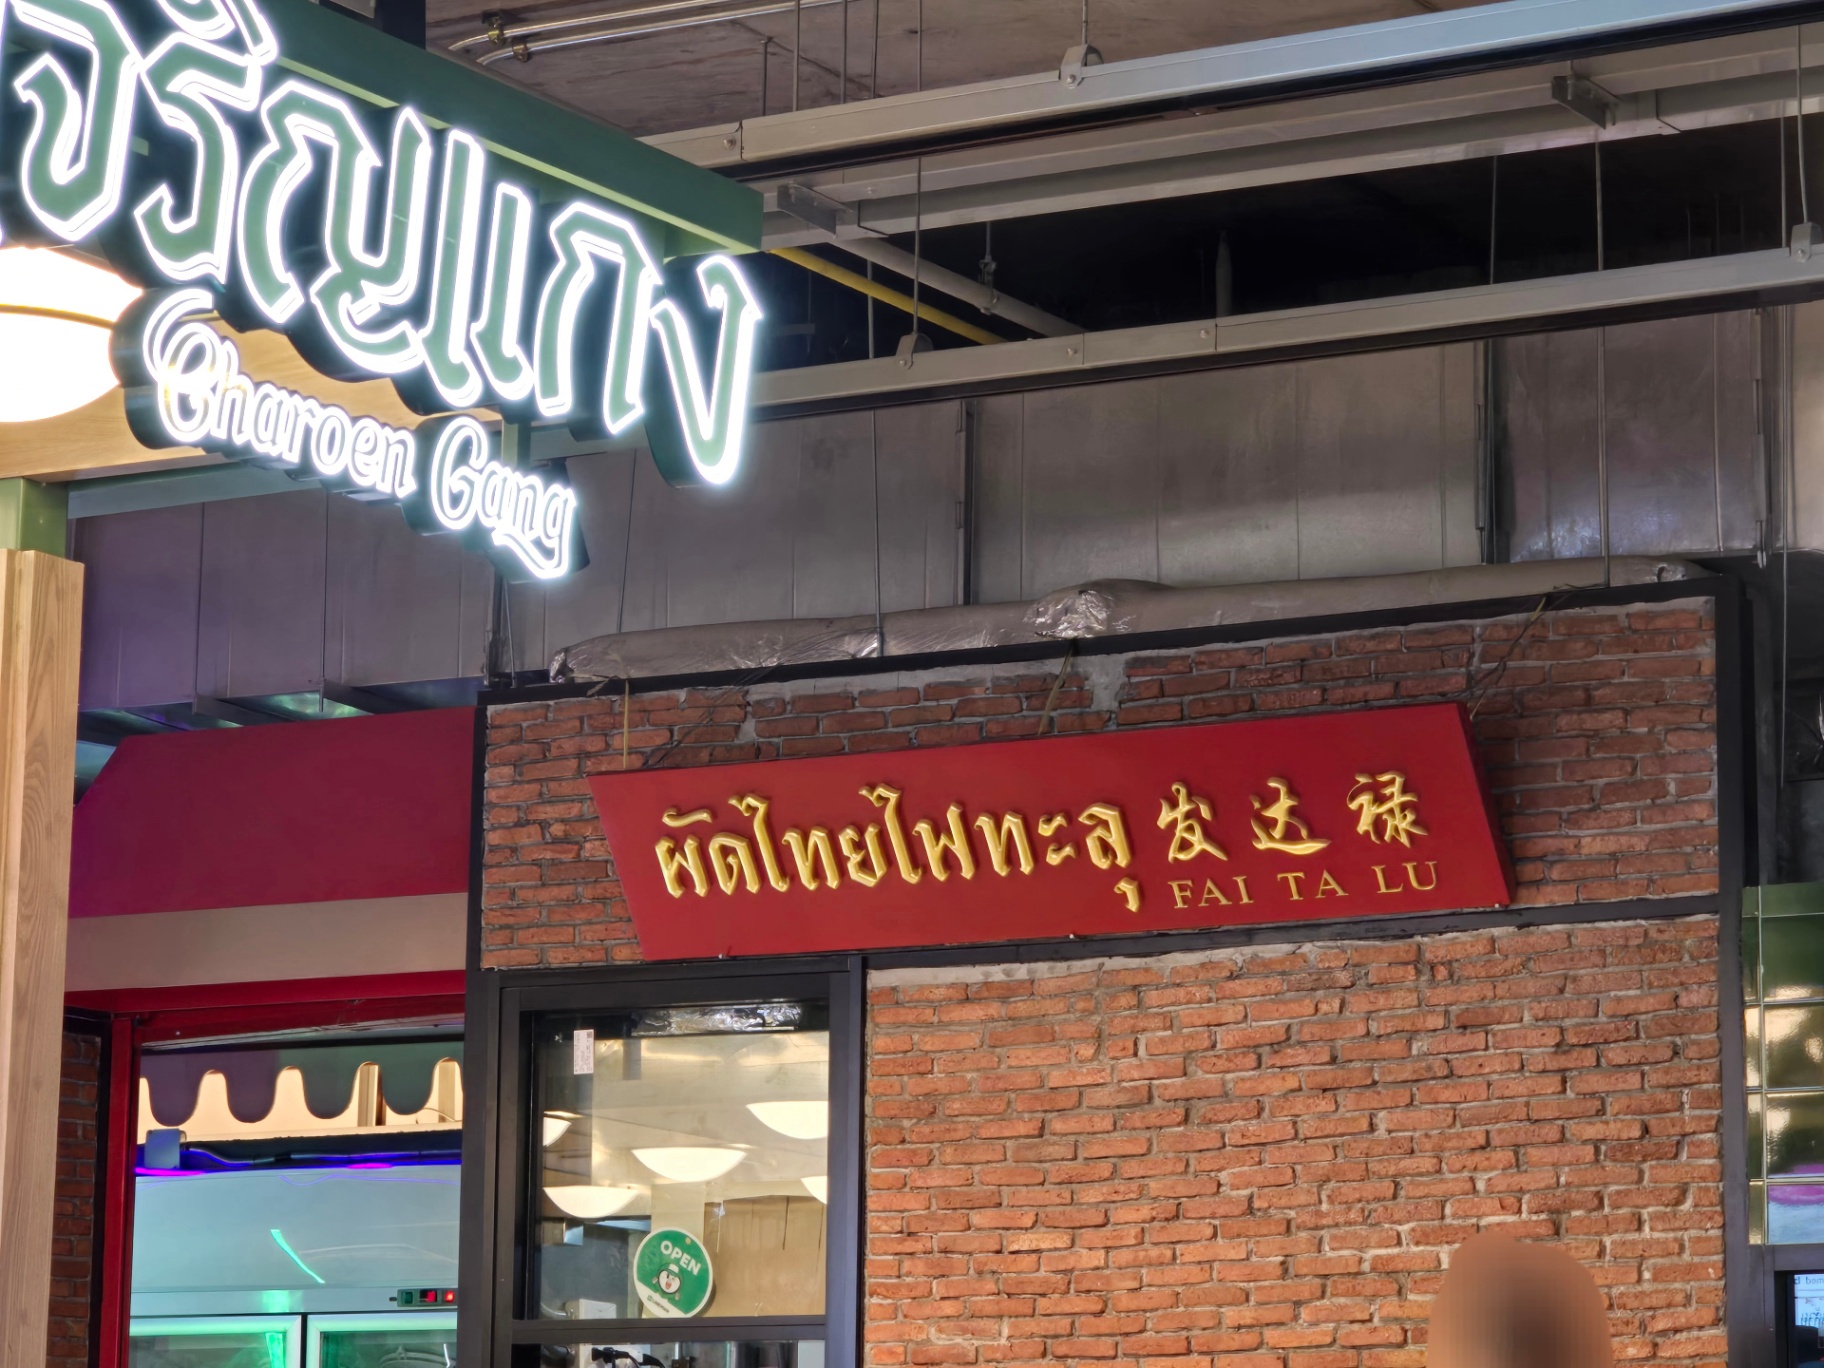 จริญแกง
Charoen Gang
ผัดไทยไฟทะลุ 发达禄
FAI TA LU
OPEN